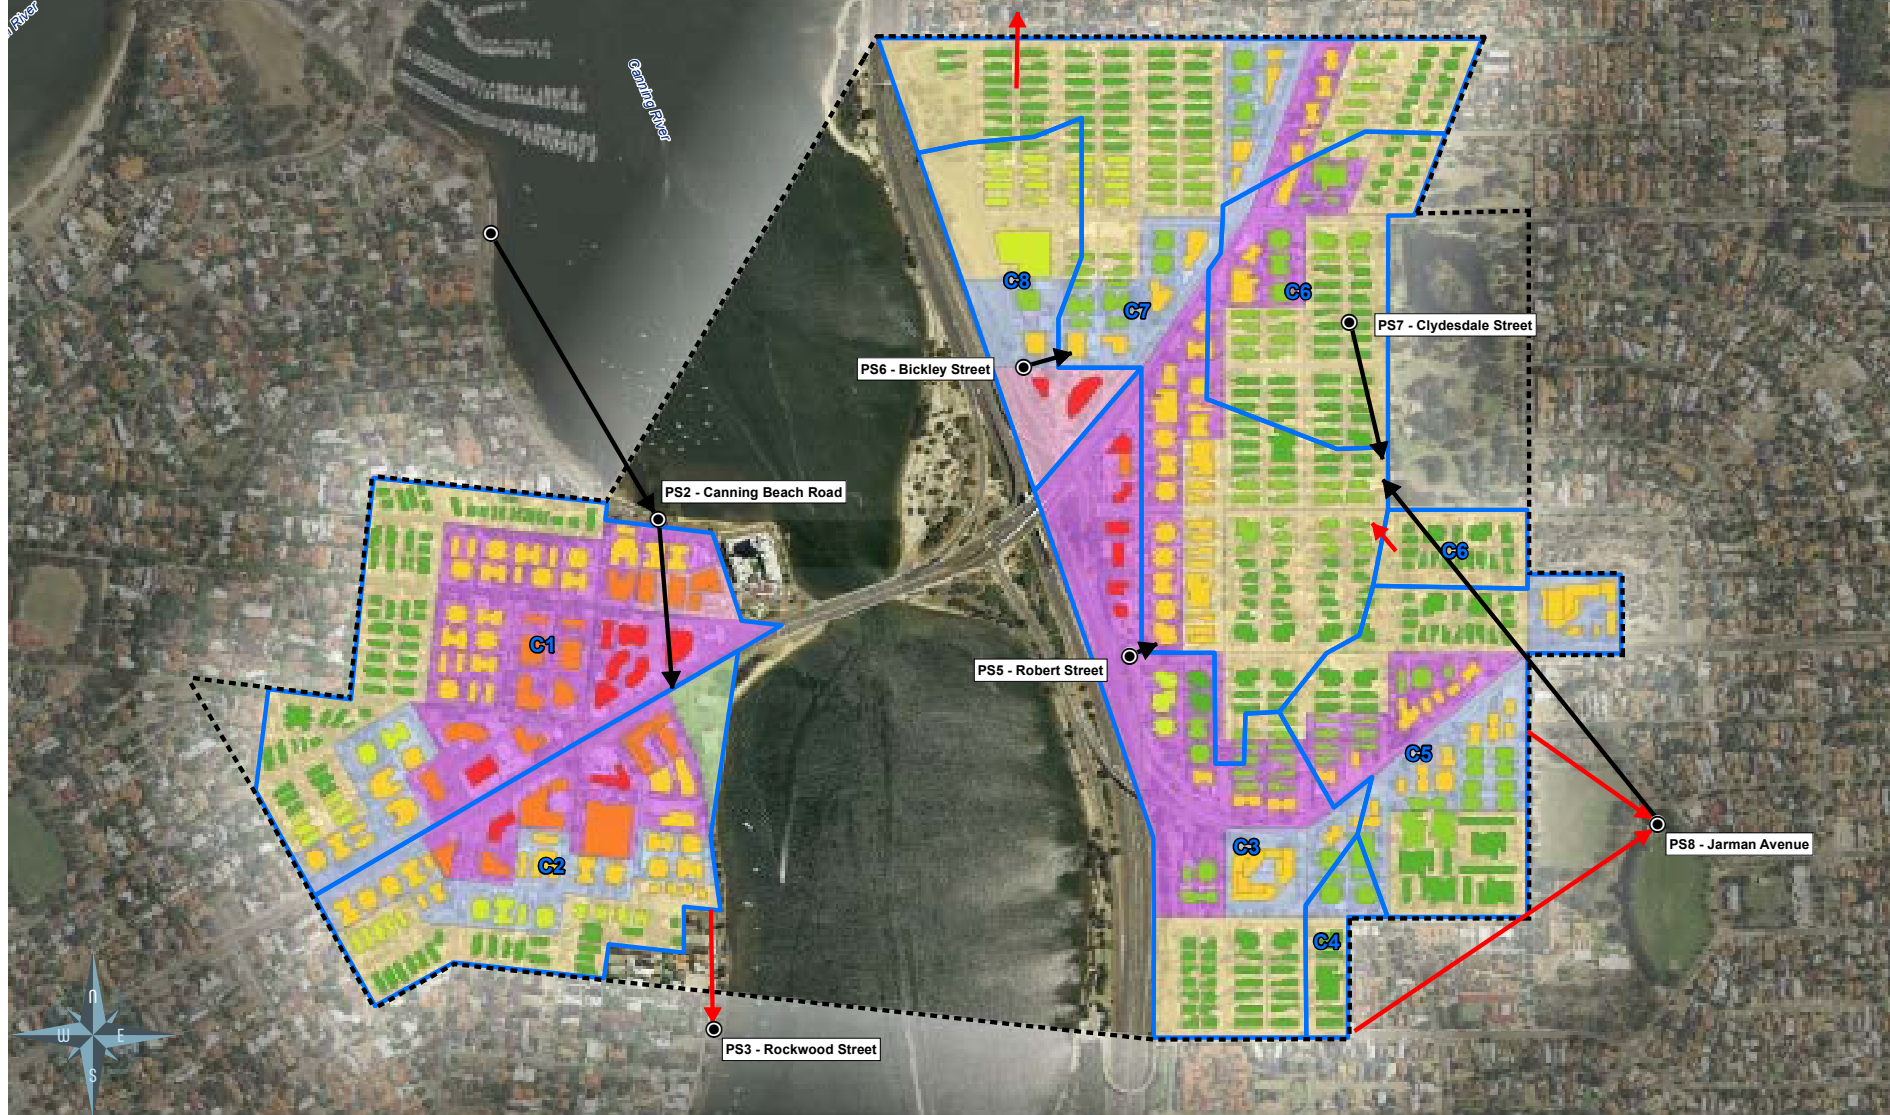 River
Canning River
C8
C7
C6
PS7 - Clydesdale Street
PS6 - Bickley Street
PS2 - Canning Beach Road
C6
C1
PS5 - Robert Street
C5
C3
PS8 - Jarman Avenue
C2
C4
N
W E
S
PS3 - Rockwood Street